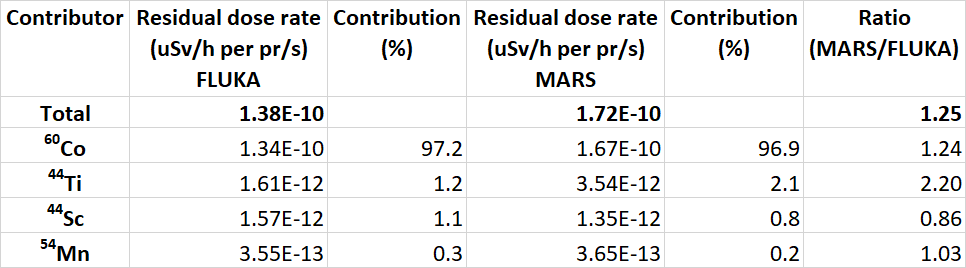 Contributor Residual dose rate Contribution Residual dose rate Contribution Ratio
(uSv/h per pr/s) (%) (uSv/h per pr/s) (%) (MARS/FLUKA)
FLUKA MARS
Total 1.38E-10 1.72E-10 1.25
60Co 1.34E-10 97.2 1.67E-10 96.9 1.24
44Ti 1.61E-12 1.2 3.54E-12 2.1 2.20
44Sc 1.57E-12 1.1 1.35E-12 0.8 0.86
54Mn 3.55E-13 0.3 3.65E-13 0.2 1.03